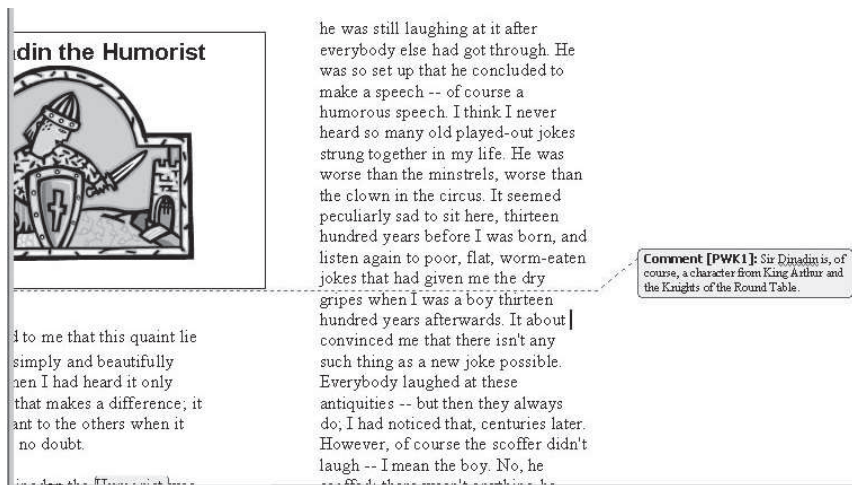 din the Humorist
to me that this quaint lie
simply and beautifully
I had heard it only
that makes a difference; it
to the others when it
no doubt.
the Humorist was
he was still laughing at it after
everybody else had got through. He
was so set up that he concluded to
make a speech -- of course a
humorous speech. I think I never
heard so many old played-out jokes
strung together in my life. He was
worse than the minstrels, worse than
the clown in the circus. It seemed
peculiarly sad to sit here, thirteen
hundred years before I was born, and
listen again to poor, flat, worm-eaten
jokes that had given me the dry
gripes when I was a boy thirteen
hundred years afterwards. It about
convinced me that there isn't any
such thing as a new joke possible.
Everybody laughed at these
antiquities -- but then they always
do; I had noticed that, centuries later.
However, of course the scoffer didn't
laugh -- I mean the boy. No, he
scoffed; there wasn't anything he
Comment [PWK1]: Sir Dinadin is, of
course, a character from King Arthur and
the Knights of the Round Table.